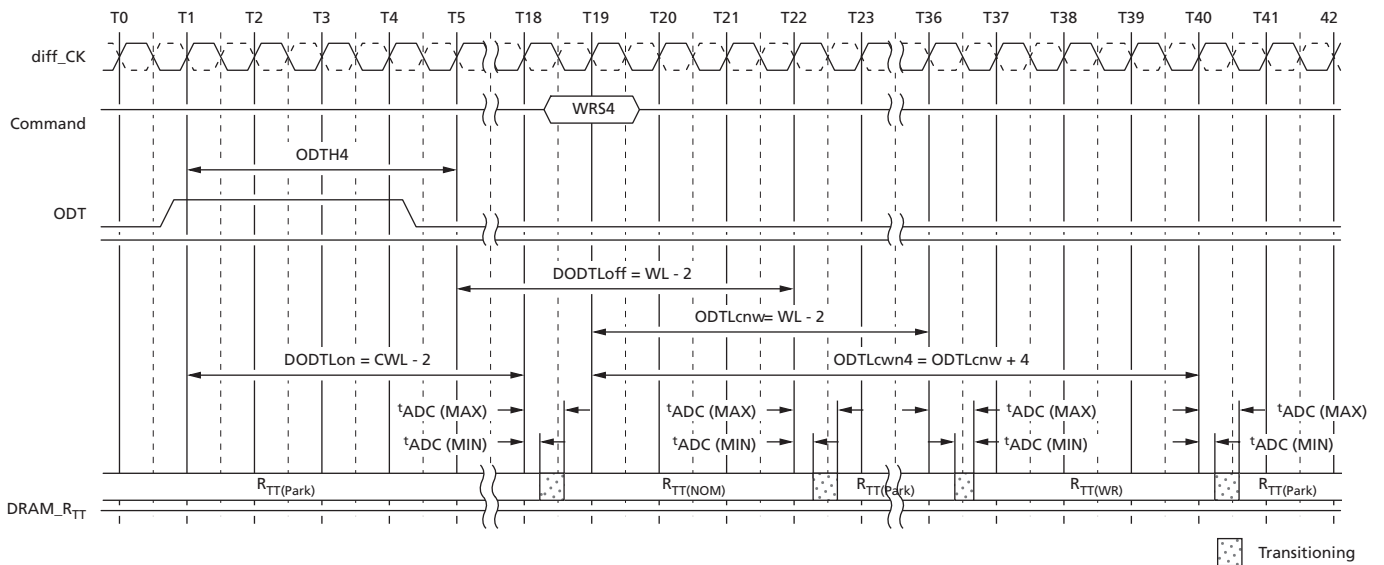 T0 T1 T2 T3 T4 T5 T18 T19 T20 T21 T22 T23 T36 T37 T38 T39 T40 T41 42
diff_CK
Command WRS4
ODTH4
ODT
DODTLoff = WL - 2
ODTLcnw= WL - 2
DODTLon = CWL - 2 ODTLcwn4 = ODTLcnw + 4
tADC (MAX) tADC (MAX) tADC (MAX) tADC (MAX)
tADC (MIN) tADC (MIN) tADC (MIN) tADC (MIN)
RTT(Park) RTT(NOM) RTT(Park) RTT(WR) RTT(Park)
DRAM_RTT
Transitioning